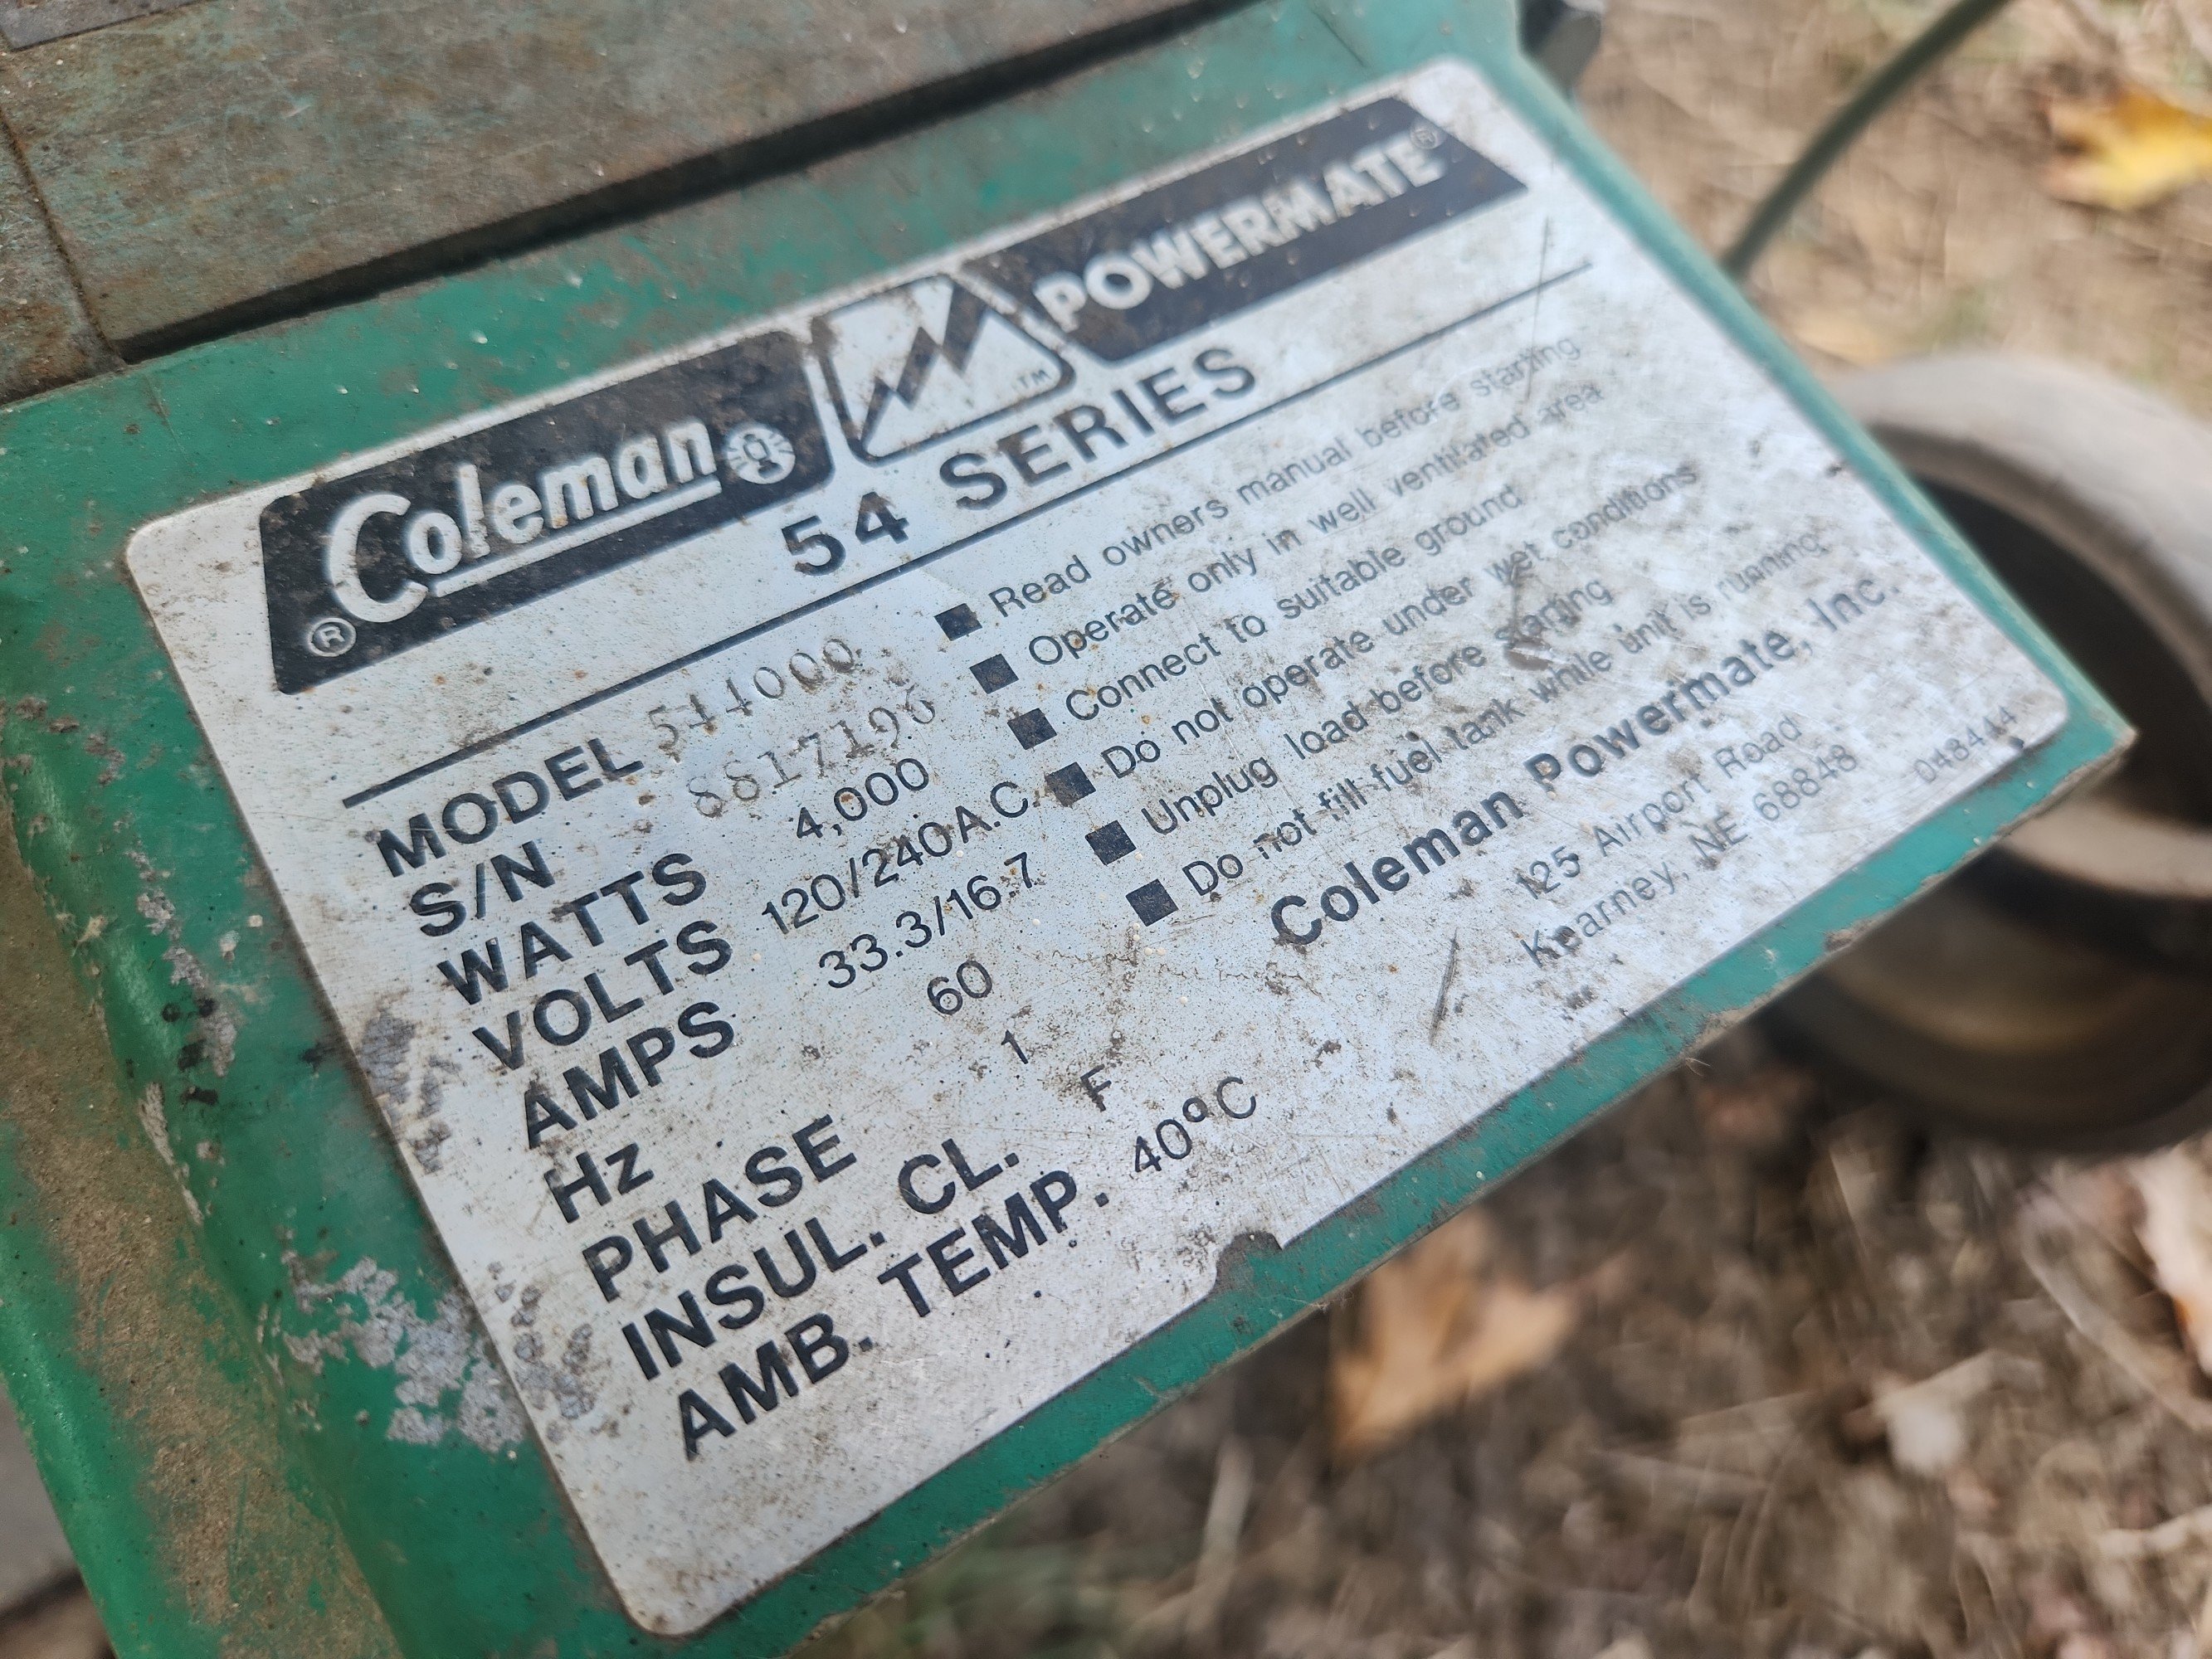 Coleman® POWERMATE®
™
54 SERIES
MODEL 544000
S/N
WATTS 4,000
VOLTS 120/240A.C.
AMPS 33.3/16.7
Hz 60
PHASE 1
INSUL. CL. F
AMB. TEMP. 40°C
■ Read owners manual before starting
■ Operate only in well ventilated area
■ Connect to suitable ground
■ Do not operate under wet conditions
■ Unplug load before starting
■ Do not fill fuel tank while unit is running.
Coleman Powermate, Inc.
125 Airport Road
Kearney, NE 68848